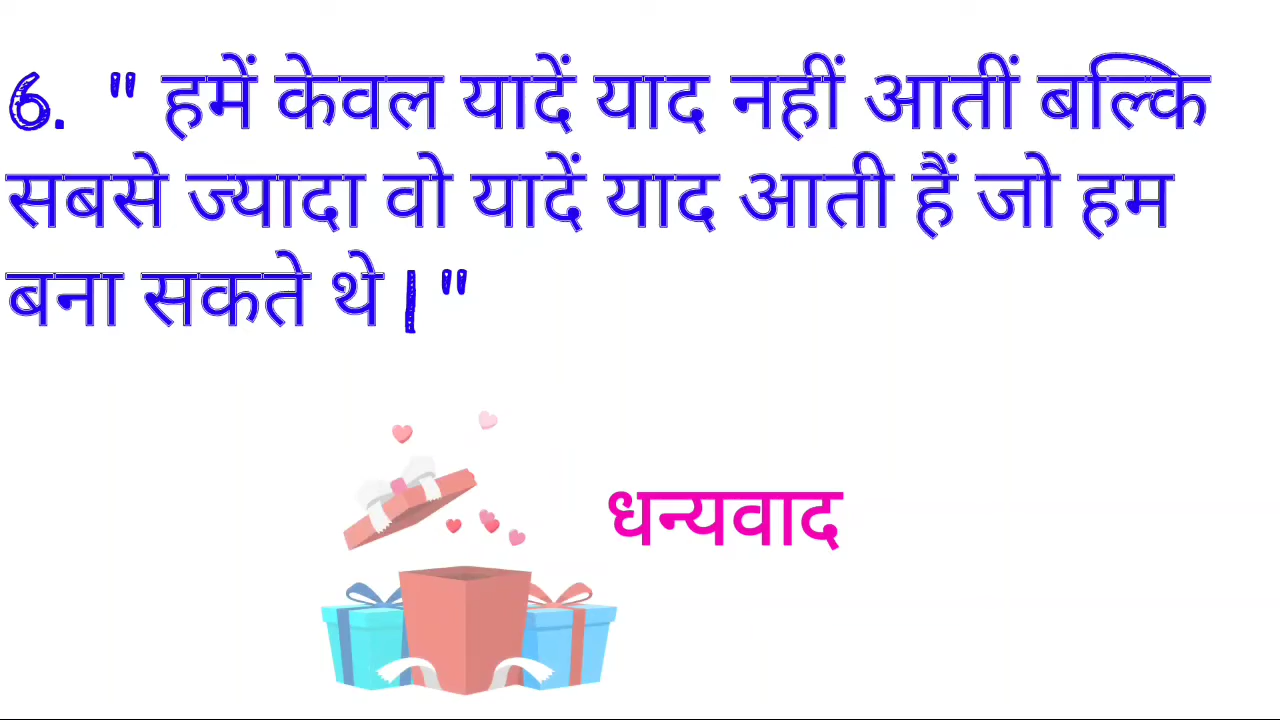 6. " हमें केवल यादें याद नहीं आतीं बल्कि
सबसे ज्यादा वो यादें याद आती हैं जो हम
बना सकते थे | "
धन्यवाद